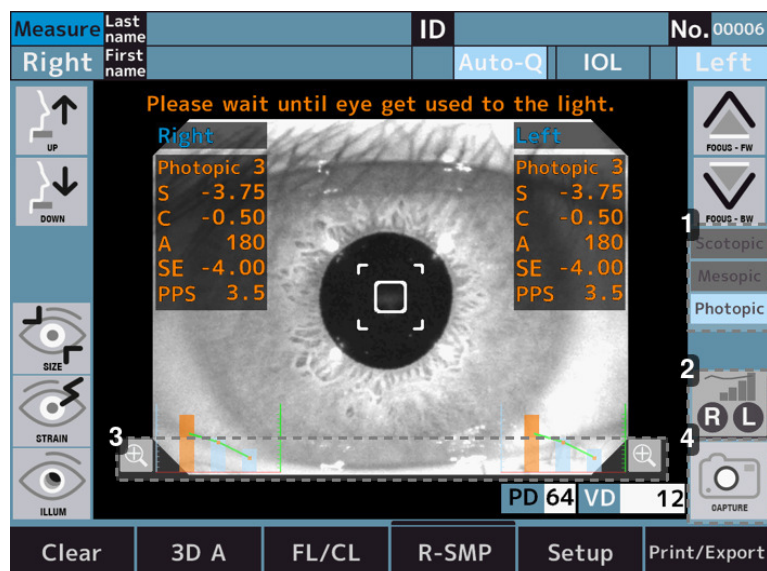 Measure Last name ID No. 00006
Right First name Auto-Q IOL Left
Please wait until eye get used to the light.
UP
DOWN
SIZE
STRAIN
ILLUM
Right
Photopic 3
S -3.75
C -0.50
A 180
SE -4.00
PPS 3.5
Left
Photopic 3
S -3.75
C -0.50
A 180
SE -4.00
PPS 3.5
FOCUS - FW
FOCUS - BW
1
Scotopic
Mesopic
Photopic
2
R L
3
4
CAPTURE
PD 64 VD 12
Clear 3D A FL/CL R-SMP Setup Print/Export